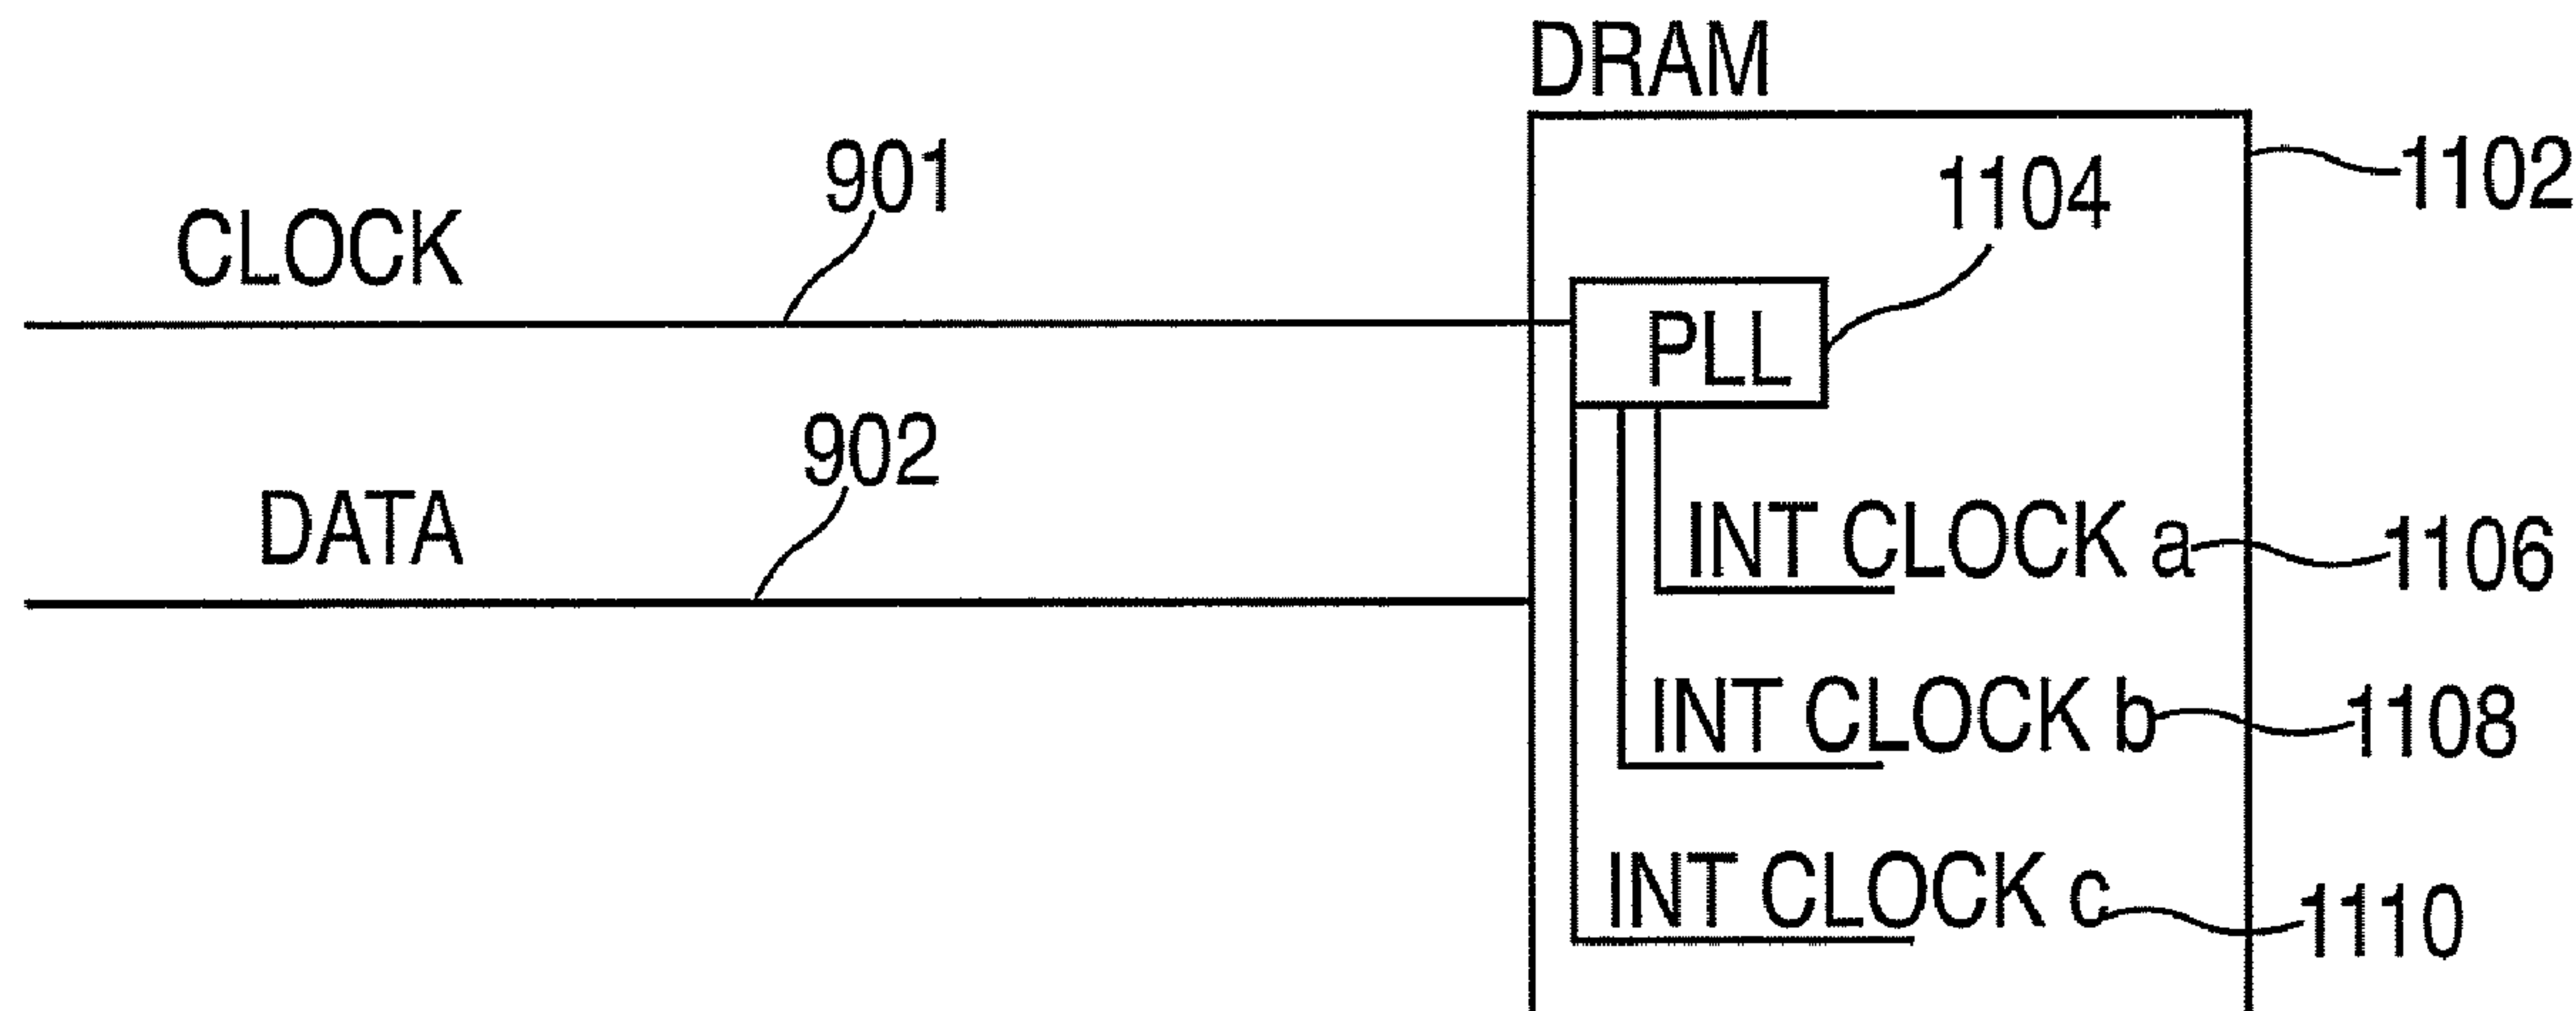 DRAM
901
1102
1104
CLOCK
PLL
902
DATA
INT CLOCK a
1106
INT CLOCK b
1108
INT CLOCK c
1110